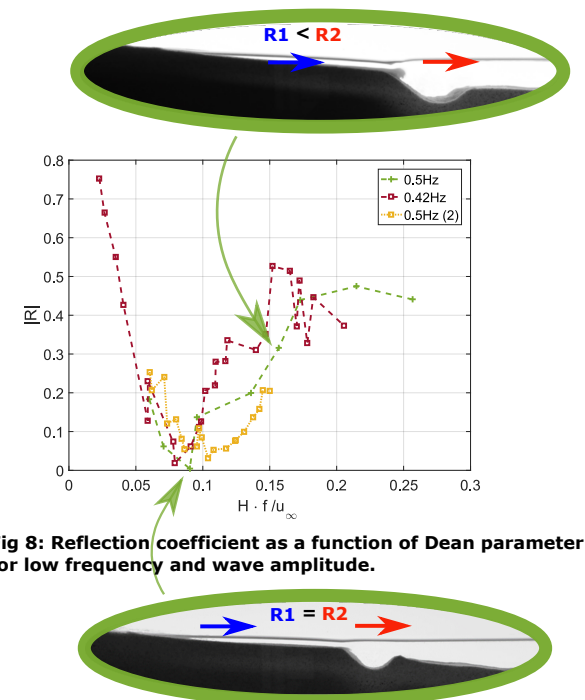 R1 < R2
0.8
0.7
0.6
0.5
0.4
0.3
0.2
0.1
0
|R|
0.5Hz
0.42Hz
0.5Hz (2)
0 0.05 0.1 0.15 0.2 0.25 0.3
H · f /u∞
ig 8: Reflection coefficient as a function of Dean parameter
or low frequency and wave amplitude.
R1 = R2